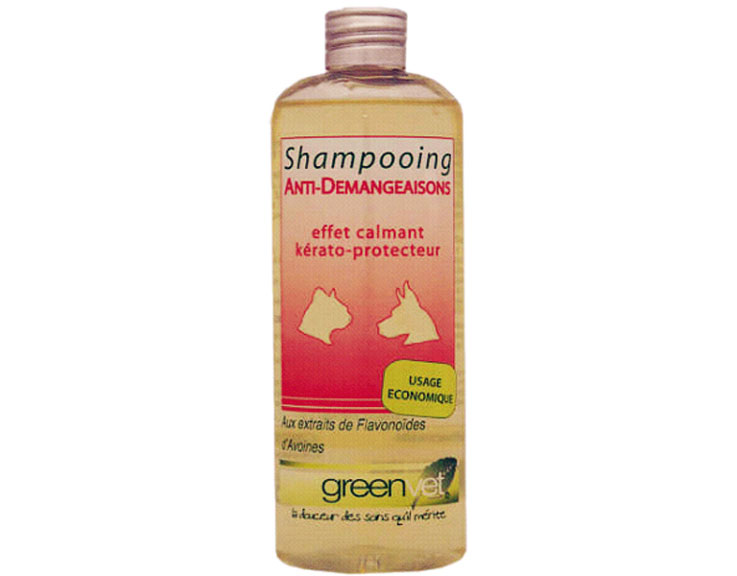 Shampooing
ANTI-DEMANGEAISONS
effet calmant
kérato-protecteur
USAGE
ECONOMIQUE
Aux extraits de Flavonoïdes
d'Avoines
greenvet
la douceur des soins qu'il mérite